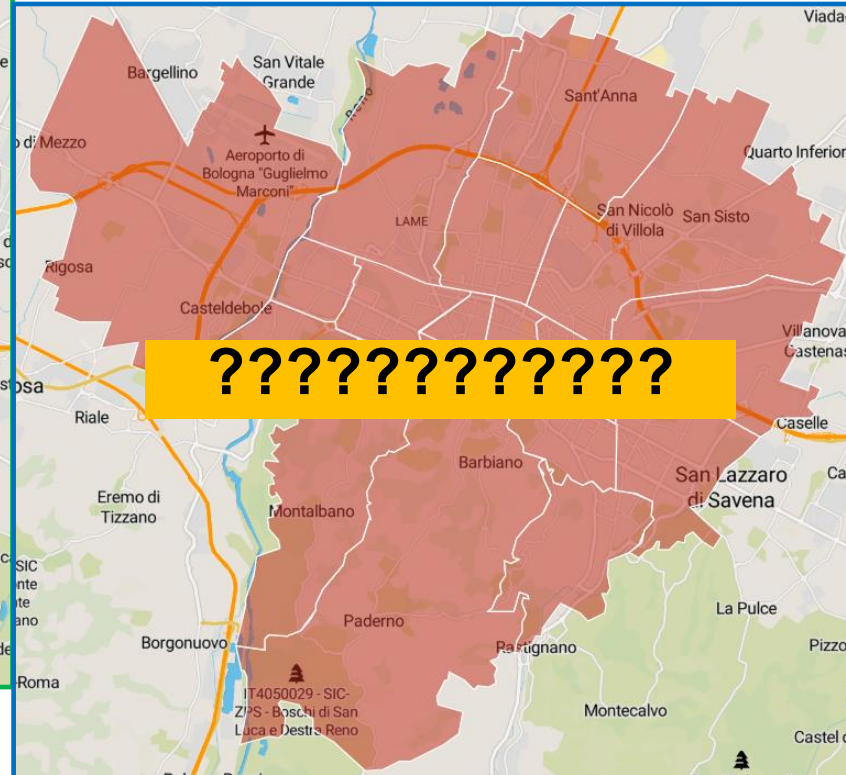 Viada
Bargellino
San Vitale
Grande
Reno
Sant'Anna
o di Mezzo
Aeroporto di
Bologna "Guglielmo
Marconi"
Quarto Inferior
LAME
San Nicolò
di Villola
San Sisto
Rigosa
Casteldebole
Villanova
Castenas
????????????
osa
Riale
Caselle
Barbiano
San Lazzaro
di Savena
Ca
Eremo di
Tizzano
Montalbano
SIC
onte
nte
ano
La Pulce
Paderno
Borgonuovo
Rastignano
Pizzo
Roma
IT4050029 - SIC-
ZPS - Boschi di San
Luca e Destra Reno
Montecalvo
Castel d